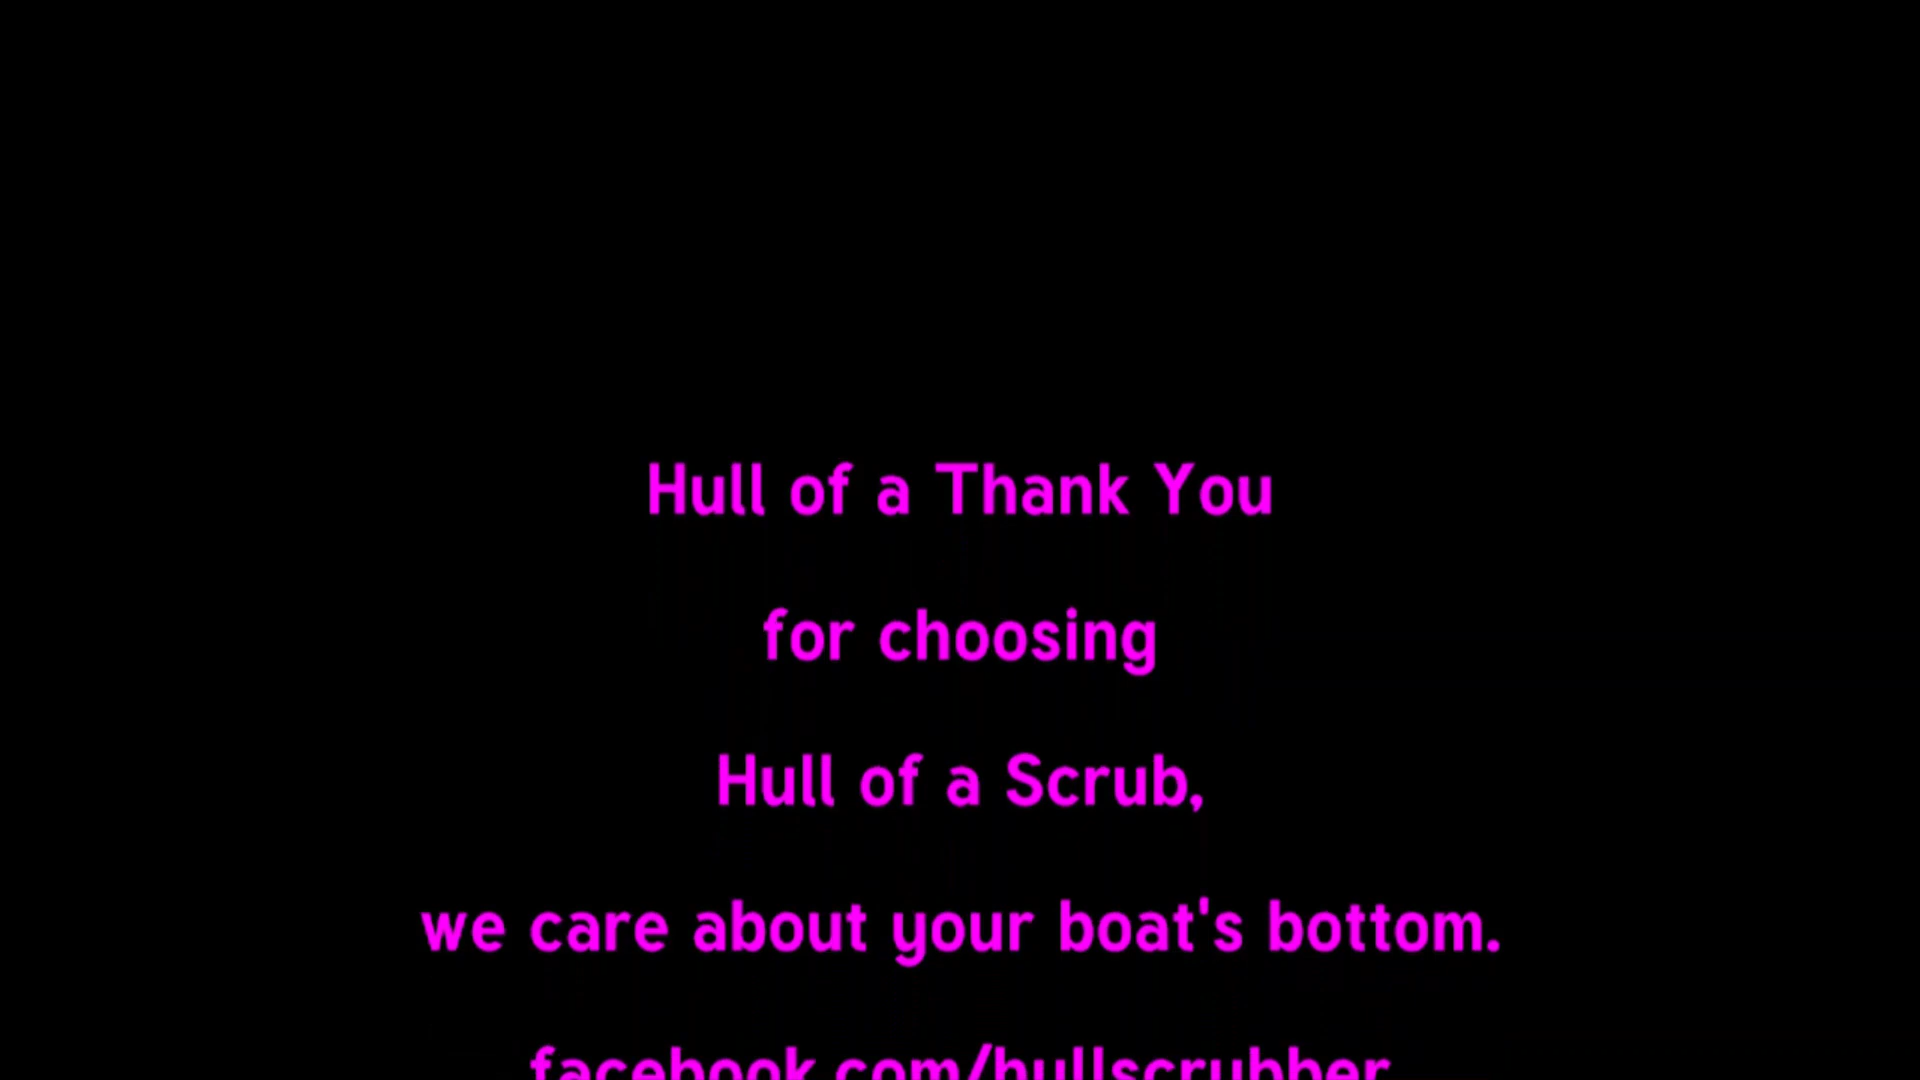 Hull of a Thank You
for choosing
Hull of a Scrub,
we care about your boat's bottom.
facebook.com/hullscrubber